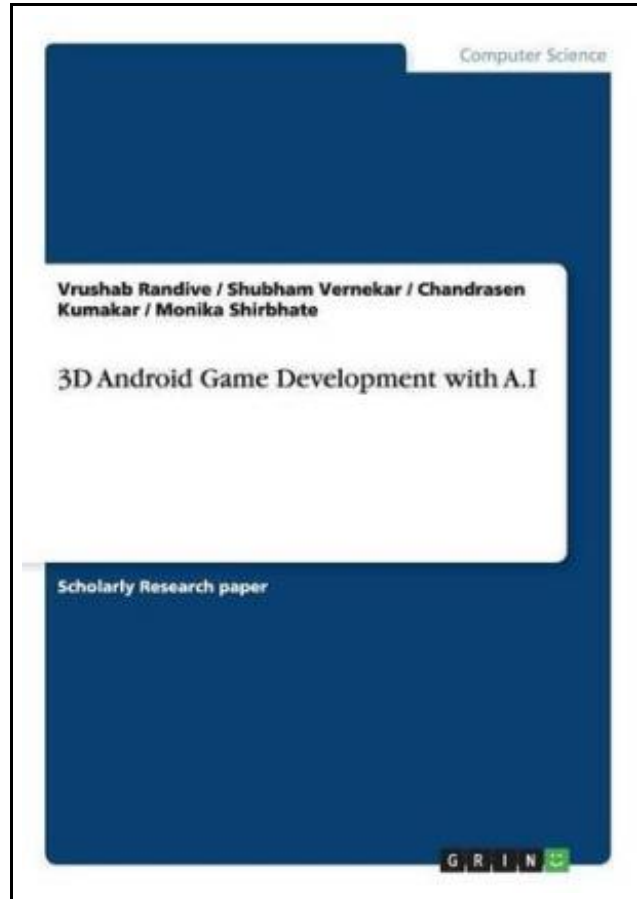 Computer Science
Vrushab Randive / Shubham Vernekar / Chandrasen
Kumakar / Monika Shirbhate
3D Android Game Development with A.I
Scholarly Research paper
GRIN